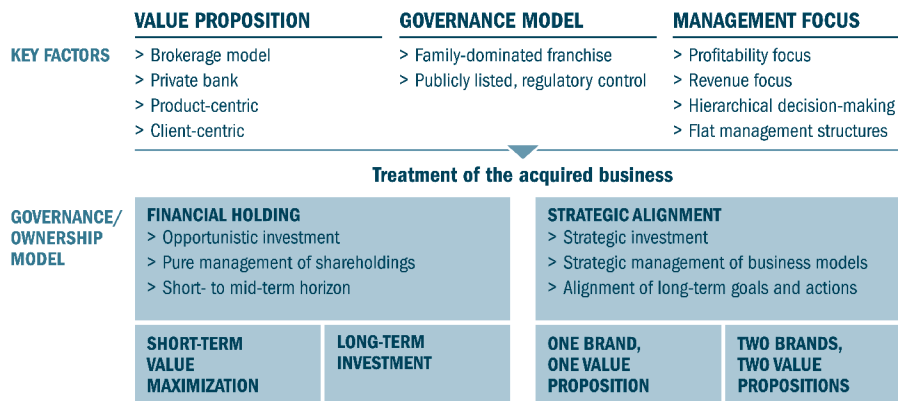 VALUE PROPOSITION
GOVERNANCE MODEL
MANAGEMENT FOCUS
KEY FACTORS
> Brokerage model
> Private bank
> Product-centric
> Client-centric
> Family-dominated franchise
> Publicly listed, regulatory control
> Profitability focus
> Revenue focus
> Hierarchical decision-making
> Flat management structures
Treatment of the acquired business
GOVERNANCE/
OWNERSHIP
MODEL
FINANCIAL HOLDING
> Opportunistic investment
> Pure management of shareholdings
> Short- to mid-term horizon
STRATEGIC ALIGNMENT
> Strategic investment
> Strategic management of business models
> Alignment of long-term goals and actions
SHORT-TERM
VALUE
MAXIMIZATION
LONG-TERM
INVESTMENT
ONE BRAND,
ONE VALUE
PROPOSITION
TWO BRANDS,
TWO VALUE
PROPOSITIONS